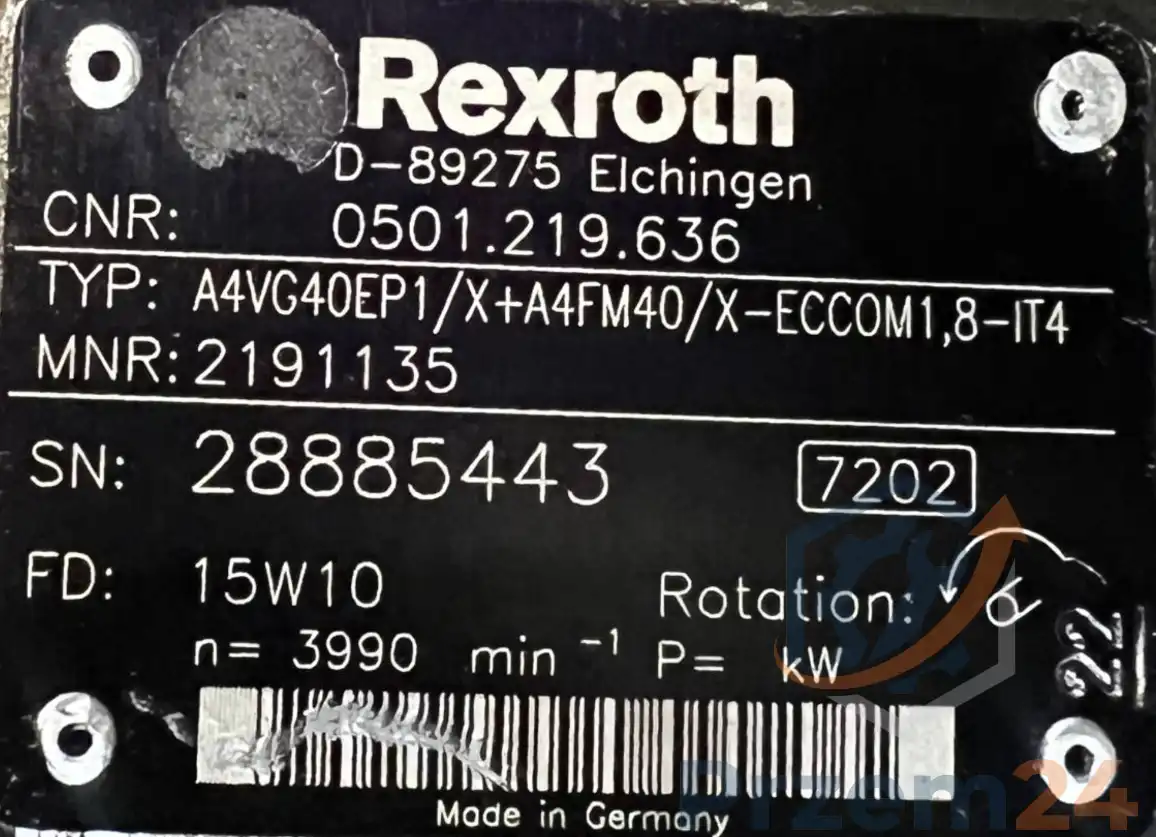 Rexroth
D-89275 Elchingen
CNR: 0501.219.636
TYP: A4VG40EP1/X+A4FM40/X-ECCOM1,8-IT4
MNR: 2191135
SN: 28885443 7202
FD: 15W10 Rotation:
n= 3990 min -1 P= kW
22
Made in Germany
Przem24